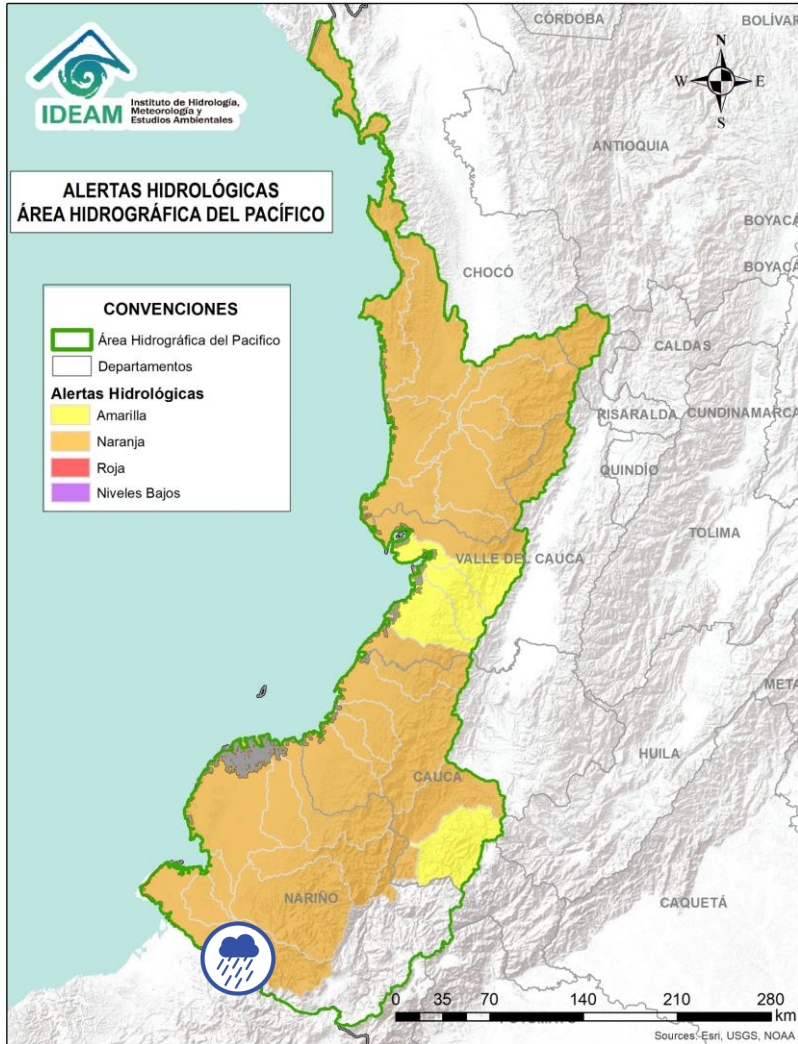 CÓRDOBA
BOLÍVAR
N
W
E
S
IDEAM
Instituto de Hidrología,
Meteorología y
Estudios Ambientales
ANTIOQUIA
ALERTAS HIDROLÓGICAS
ÁREA HIDROGRÁFICA DEL PACÍFICO
BOYACÁ
BOYACÁ
CHOCÓ
CONVENCIONES
Área Hidrográfica del Pacífico
Departamentos
Alertas Hidrológicas
Amarilla
Naranja
Roja
Niveles Bajos
CALDAS
RISARALDA
CUNDINAMARCA
QUINDÍO
TOLIMA
VALLE DEL CAUCA
META
HUILA
CAUCA
NARIÑO
CAQUETÁ
0 35 70 140 210 280
km
Sources: Esri, USGS, NOAA